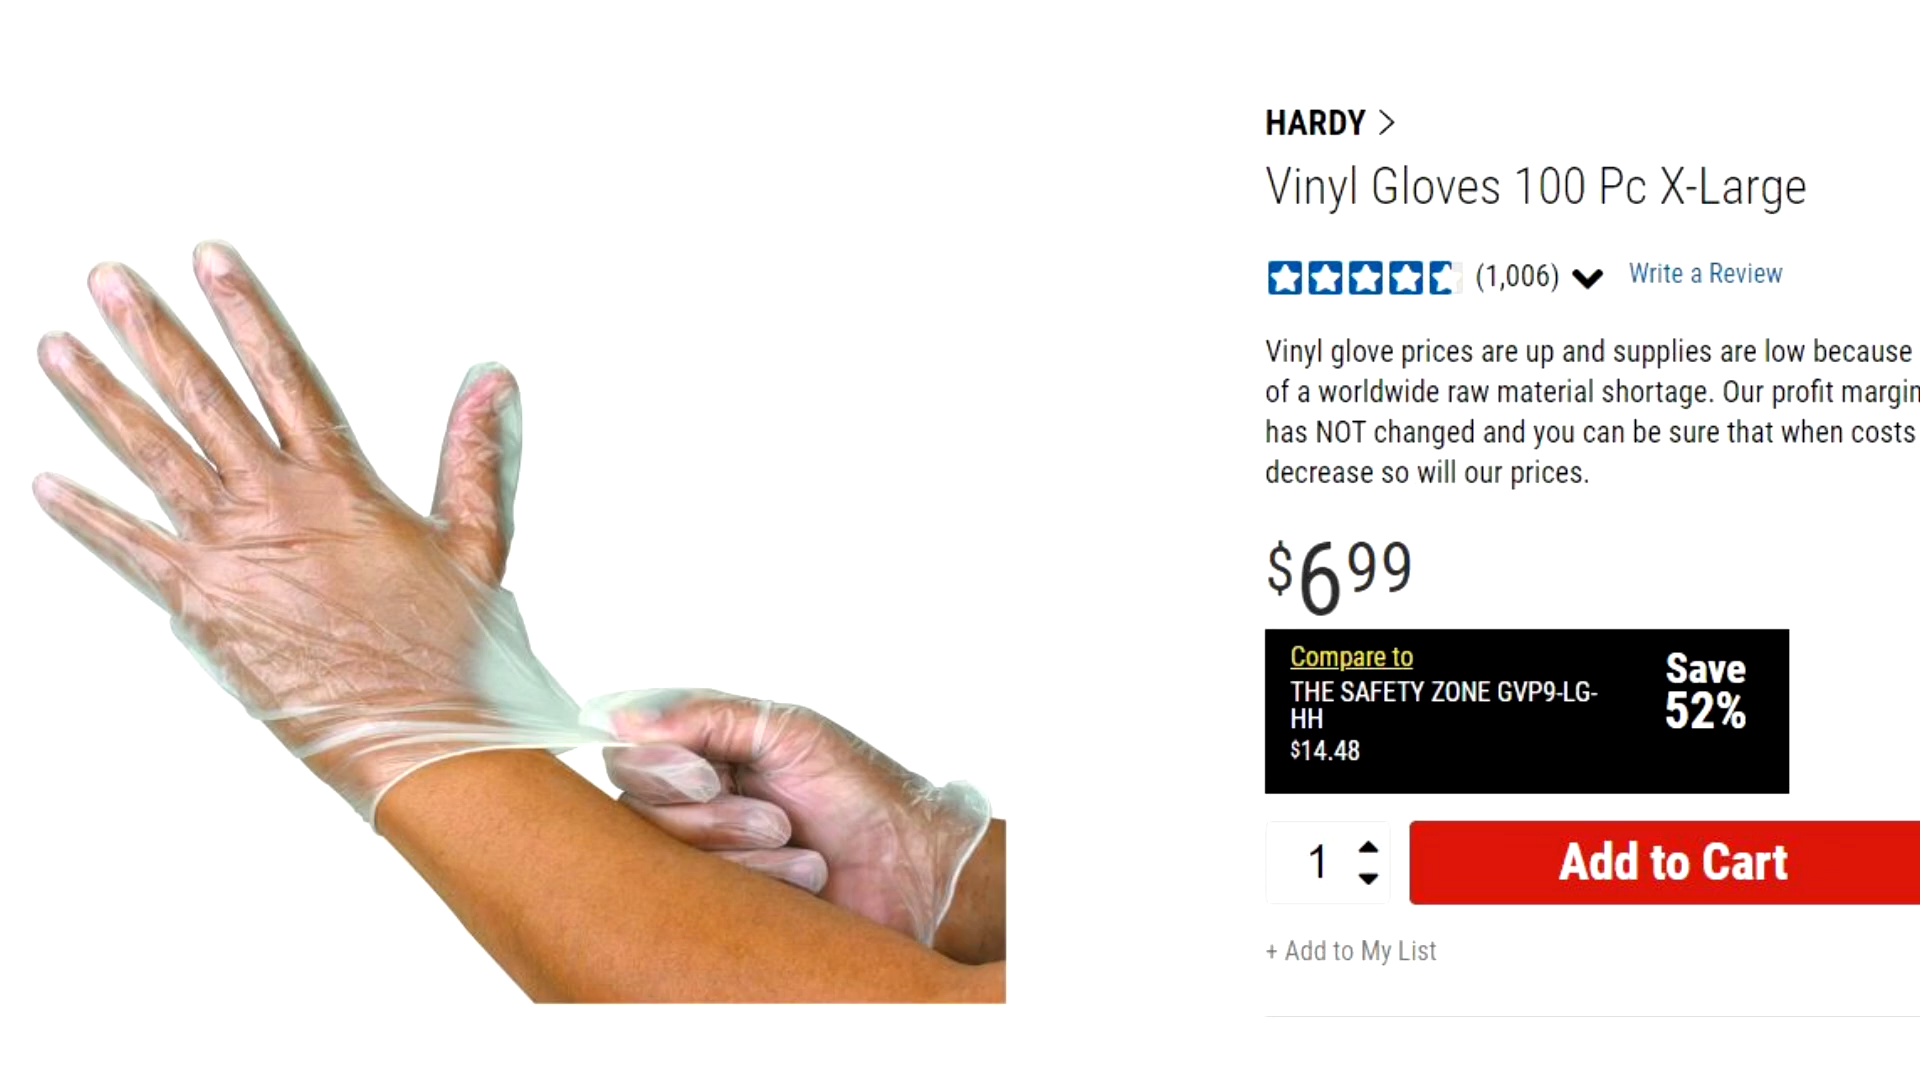 HARDY >
Vinyl Gloves 100 Pc X-Large
(1,006) Write a Review
Vinyl glove prices are up and supplies are low because
of a worldwide raw material shortage. Our profit margin
has NOT changed and you can be sure that when costs
decrease so will our prices.
$6 99
Compare to
THE SAFETY ZONE GVP9-LG-
HH
$14.48
Save
52%
1
Add to Cart
+ Add to My List